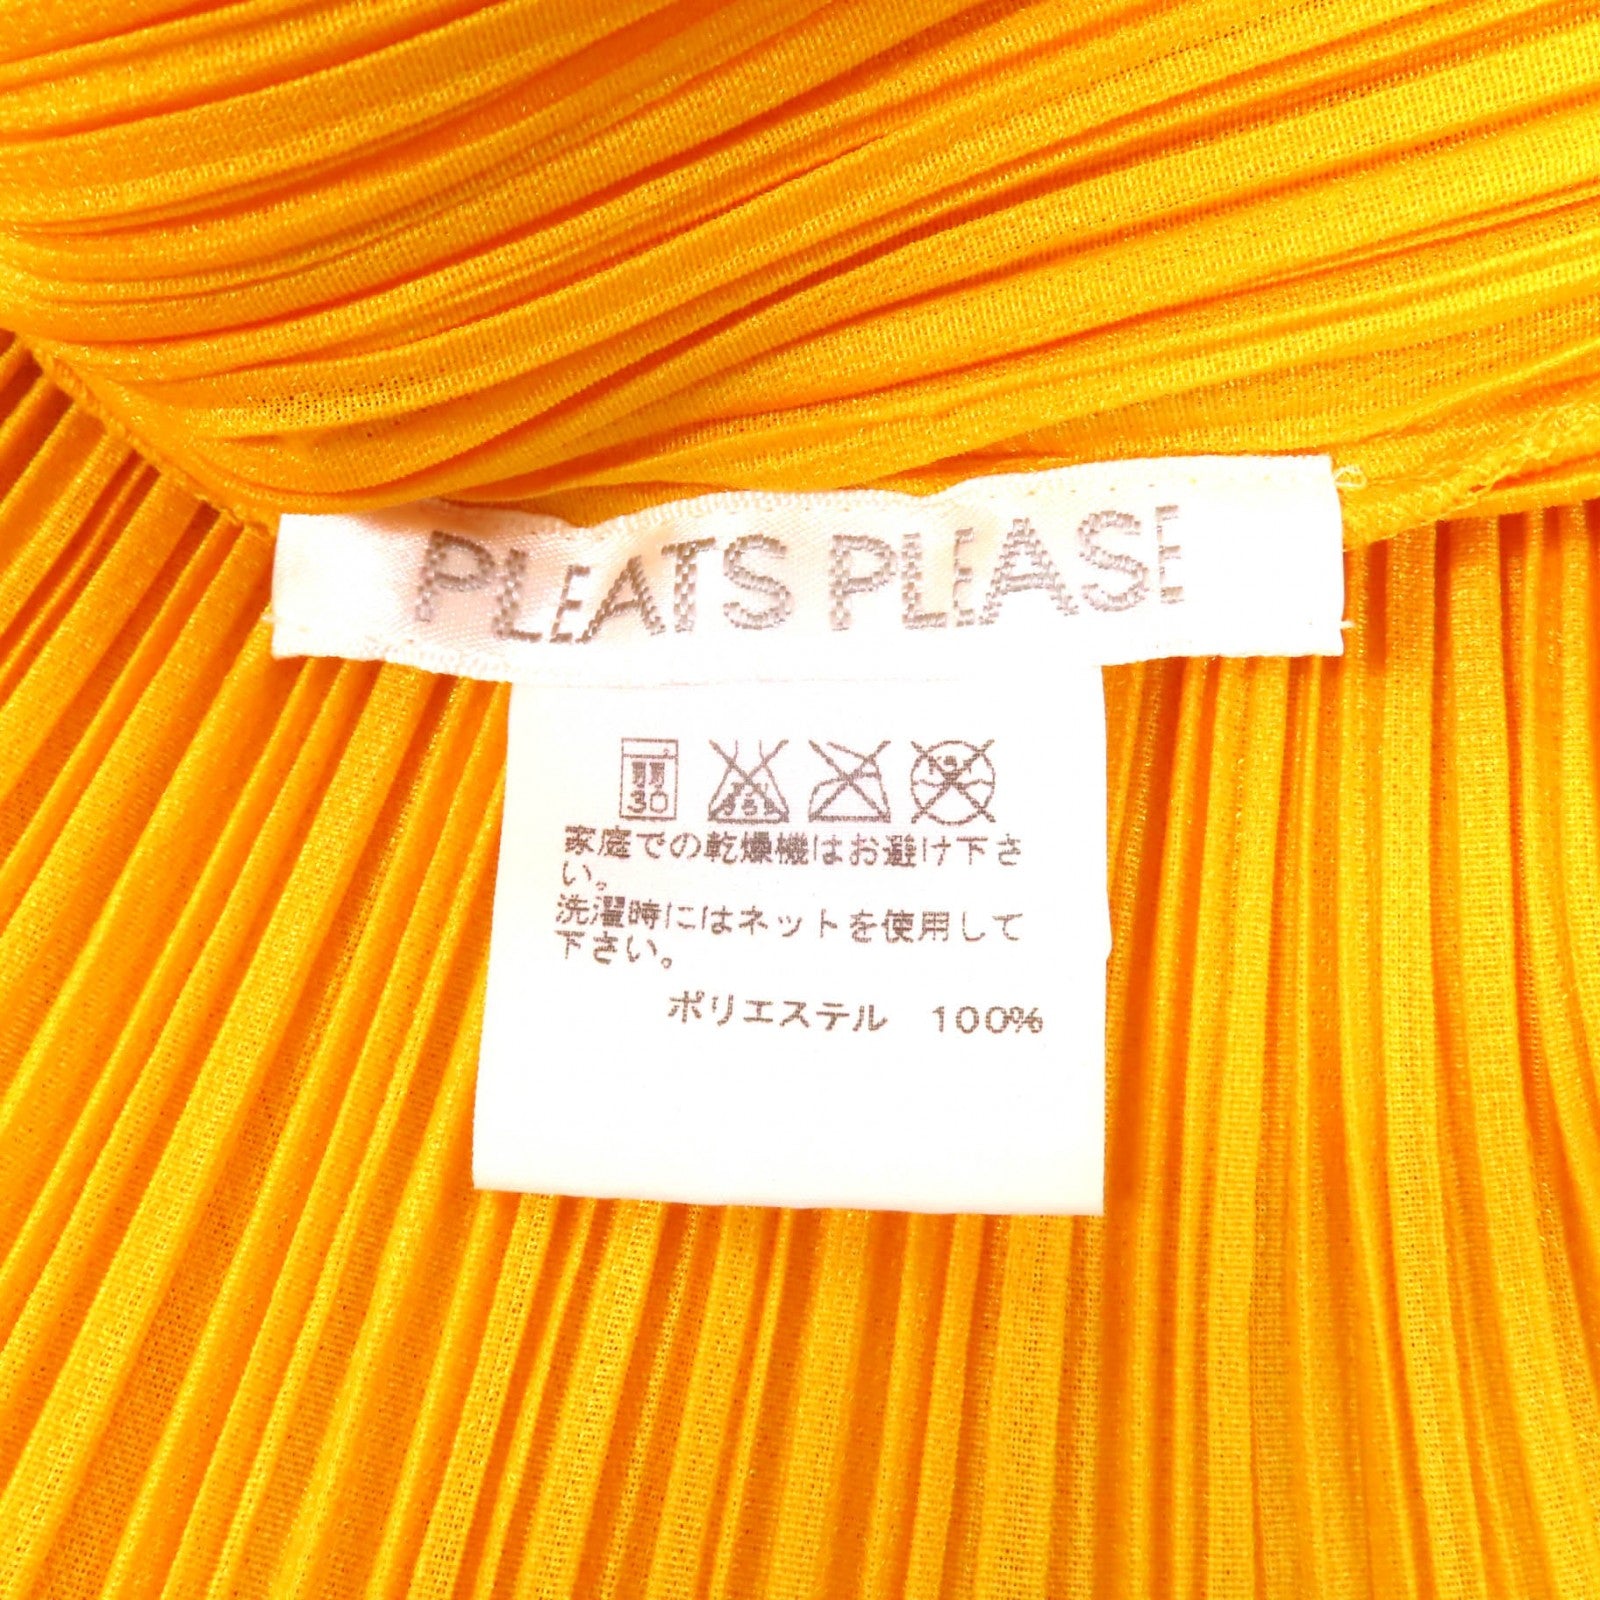 PLEATS PLEASE
30
家庭での乾燥機はお避け下さ
い。
洗濯時にはネットを使用して
下さい。
ポリエステル 100%